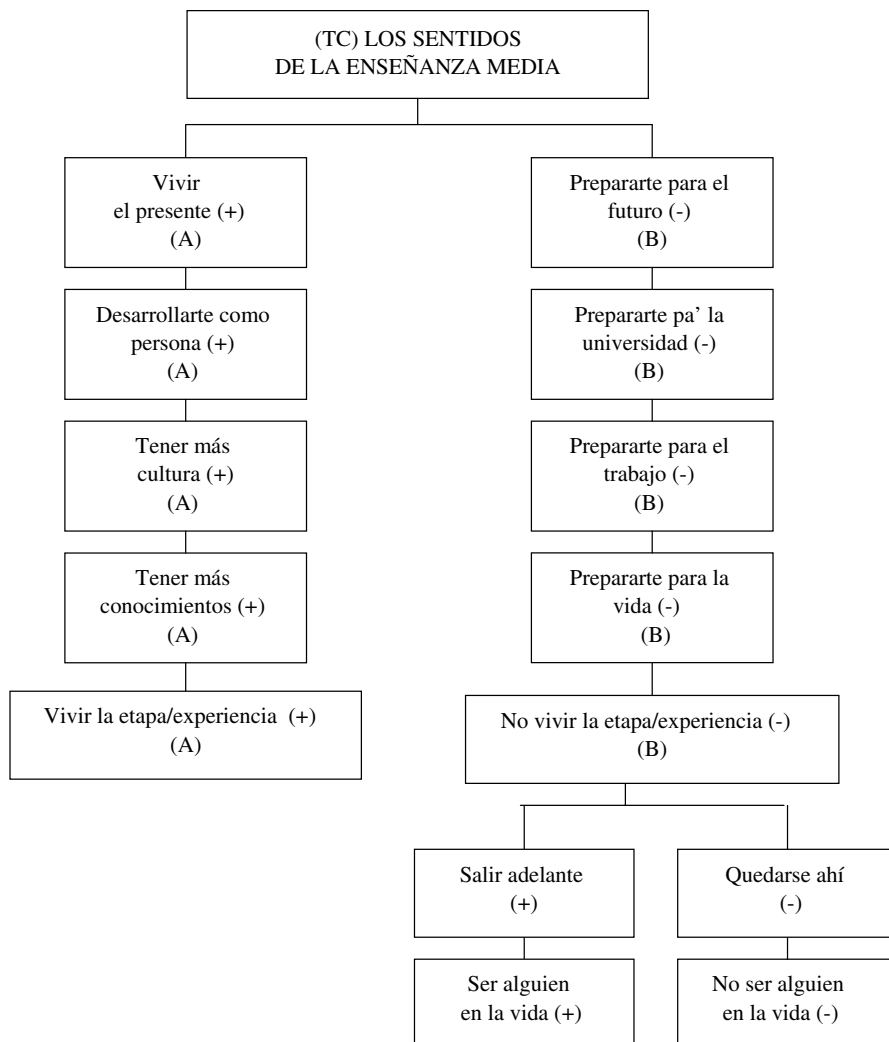 (TC) LOS SENTIDOS
DE LA ENSEÑANZA MEDIA
Vivir
el presente (+)
(A)
Prepararte para el
futuro (-)
(B)
Desarrollarte como
persona (+)
(A)
Prepararte pa’ la
universidad (-)
(B)
Tener más
cultura (+)
(A)
Prepararte para el
trabajo (-)
(B)
Tener más
conocimientos (+)
(A)
Prepararte para la
vida (-)
(B)
Vivir la etapa/experiencia (+)
(A)
No vivir la etapa/experiencia (-)
(B)
Salir adelante
(+)
Quedarse ahí
(-)
Ser alguien
en la vida (+)
No ser alguien
en la vida (-)